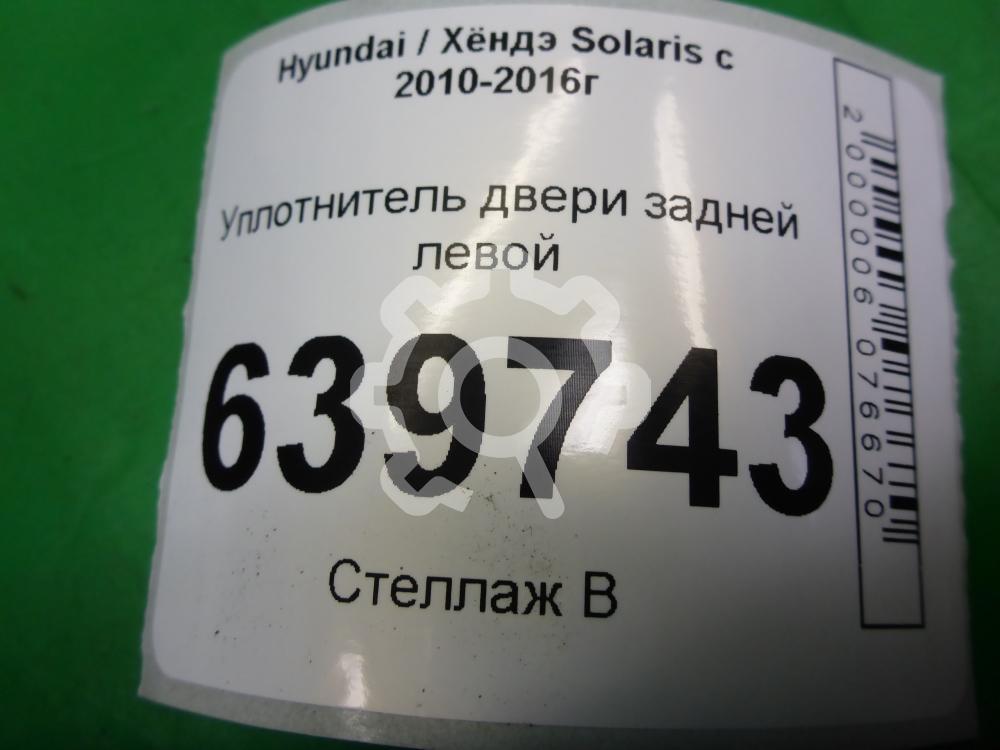 Hyundai / Хёндэ Solaris с
2010-2016г
Уплотнитель двери задней
левой
639743
Стеллаж В
2000006076670